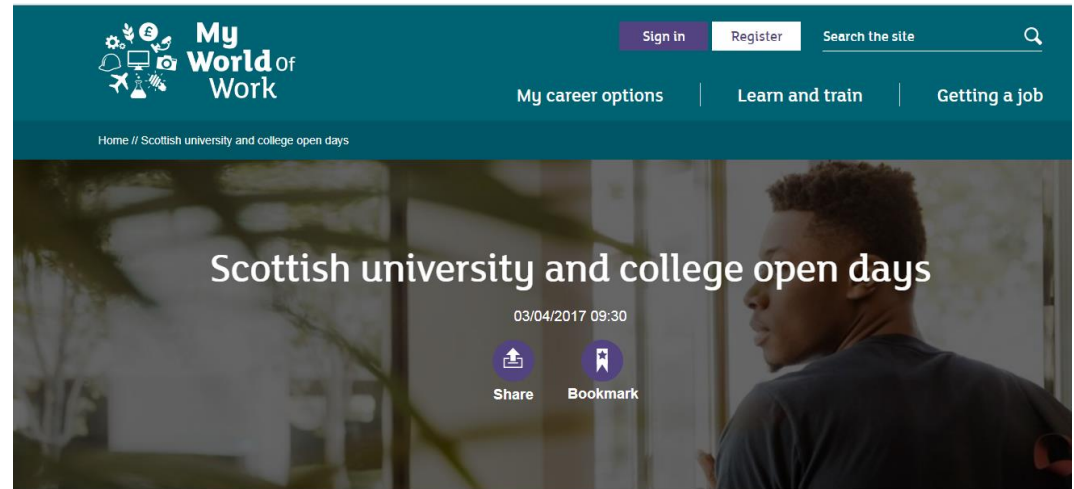 My
World of
Work
Sign in
Register
Search the site
My career options
Learn and train
Getting a job
Home // Scottish university and college open days
Scottish university and college open days
03/04/2017 09:30
Share
Bookmark